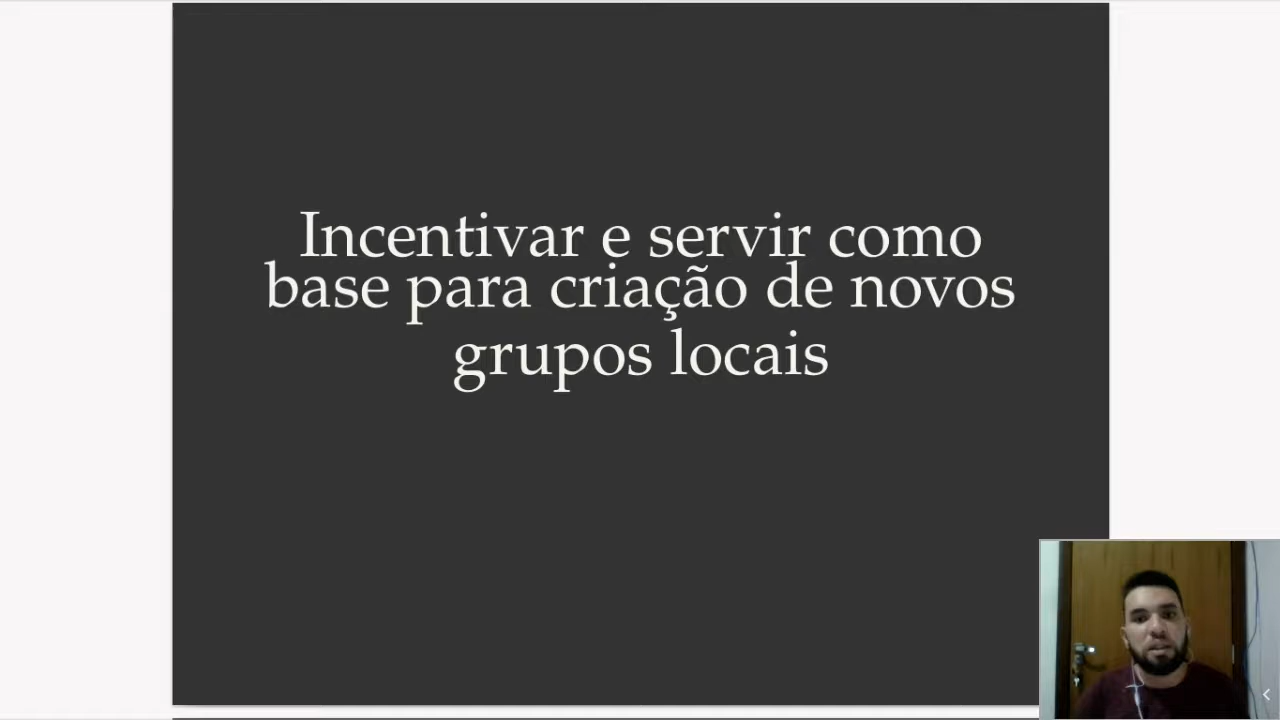 Incentivar e servir como
base para criação de novos
grupos locais